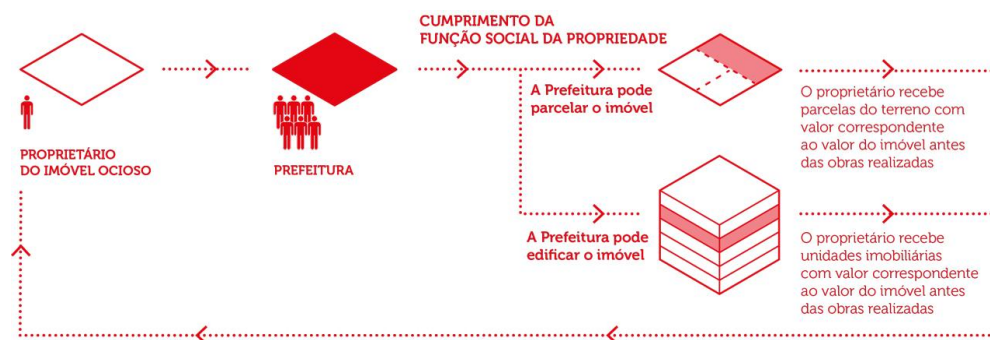 CUMPRIMENTO DA
FUNÇÃO SOCIAL DA PROPRIEDADE
PROPRIETÁRIO
DO IMÓVEL OCIOSO
PREFEITURA
A Prefeitura pode
parcelar o imóvel
O proprietário recebe
parcelas do terreno com
valor correspondente
ao valor do imóvel antes
das obras realizadas
A Prefeitura pode
edificar o imóvel
O proprietário recebe
unidades imobiliárias
com valor correspondente
ao valor do imóvel antes
das obras realizadas